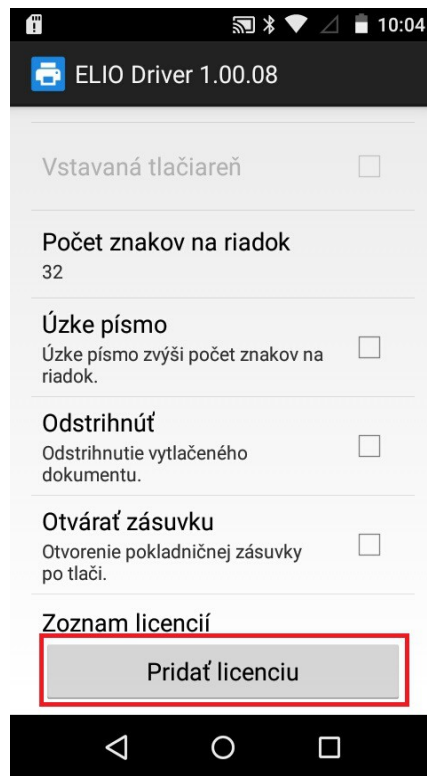 10:04
ELIO Driver 1.00.08
Vstavaná tlačiareň
Počet znakov na riadok
32
Úzke písmo
Úzke písmo zvýši počet znakov na
riadok.
Odstrihnúť
Odstrihnutie vytlačeného
dokumentu.
Otvárať zásuvku
Otvorenie pokladničnej zásuvky
po tlači.
Zoznam licencií
Pridať licenciu